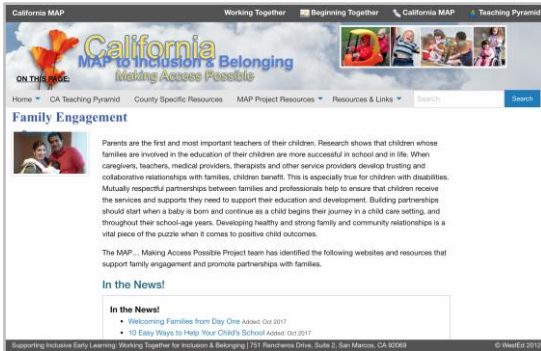 California MAP
Working Together
Beginning Together
California MAP
Teaching Pyramid
California
MAP to Inclusion & Belonging
Making Access Possible
ON THIS PAGE:
Home
CA Teaching Pyramid
County Specific Resources
MAP Project Resources
Resources & Links
Search
Search
Family Engagement
Parents are the first and most important teachers of their children. Research shows that children whose
families are involved in the education of their children are more successful in school and in life. When
caregivers, teachers, medical providers, therapists and other service providers develop trusting and
collaborative relationships with families, children benefit. This is especially true for children with disabilities.
Mutually respectful partnerships between families and professionals help to ensure that children receive
the services and supports they need to support their education and development. Building partnerships
should start when a baby is born and continue as a child begins their journey in a child care setting, and
throughout their school-age years. Developing healthy and strong family and community relationships is a
vital piece of the puzzle when it comes to positive child outcomes.
The MAP... Making Access Possible Project team has identified the following websites and resources that
support family engagement and promote partnerships with families.
In the News!
In the News!
• Welcoming Families from Day One Added: Oct 2017
• 10 Easy Ways to Help Your Child's School Added: Oct 2017
Supporting Inclusive Early Learning: Working Together for Inclusion & Belonging | 751 Rancheros Drive, Suite 2, San Marcos, CA 92069
© WestEd 2012